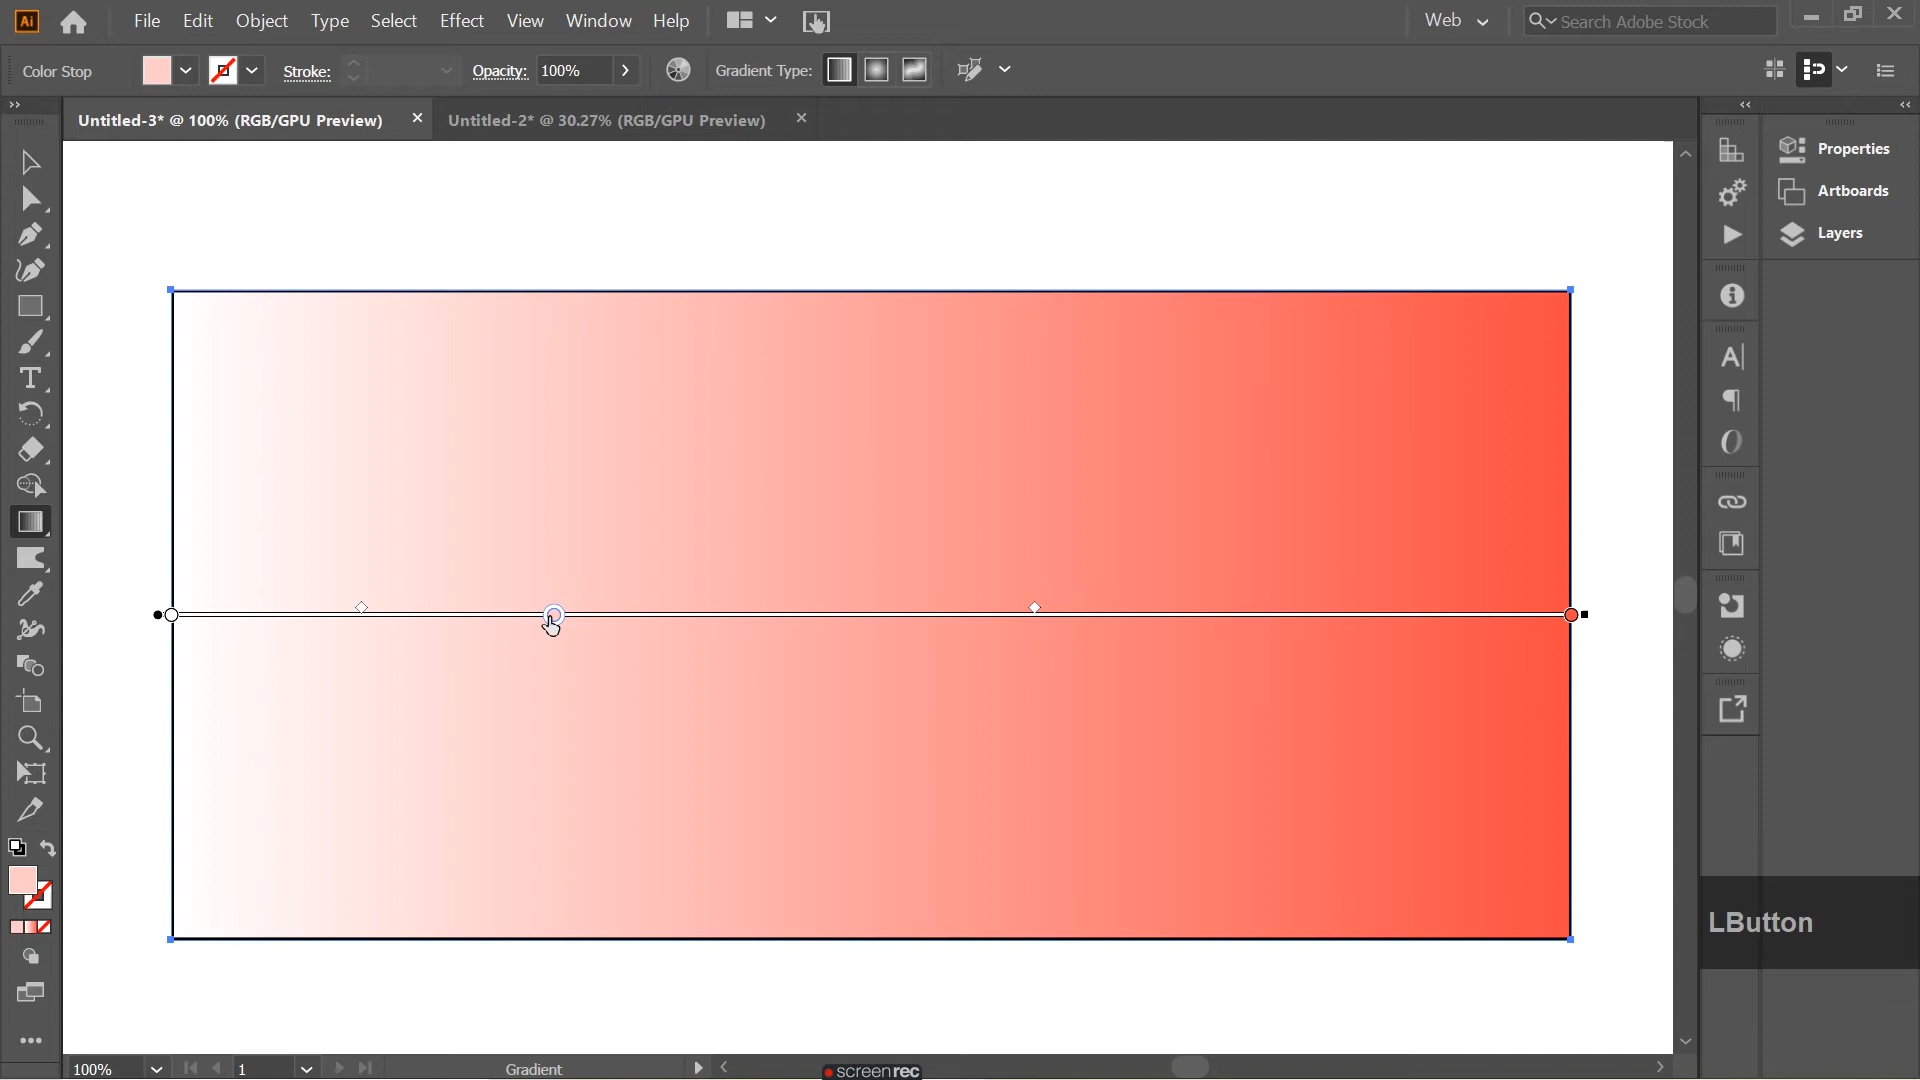 Ai File Edit Object Type Select Effect View Window Help Web Search Adobe Stock
Color Stop Stroke: Opacity: 100% Gradient Type:
Untitled-3* @ 100% (RGB/GPU Preview) Untitled-2* @ 30.27% (RGB/GPU Preview)
Properties
Artboards
Layers
LButton
100% 1 Gradient
screenrec